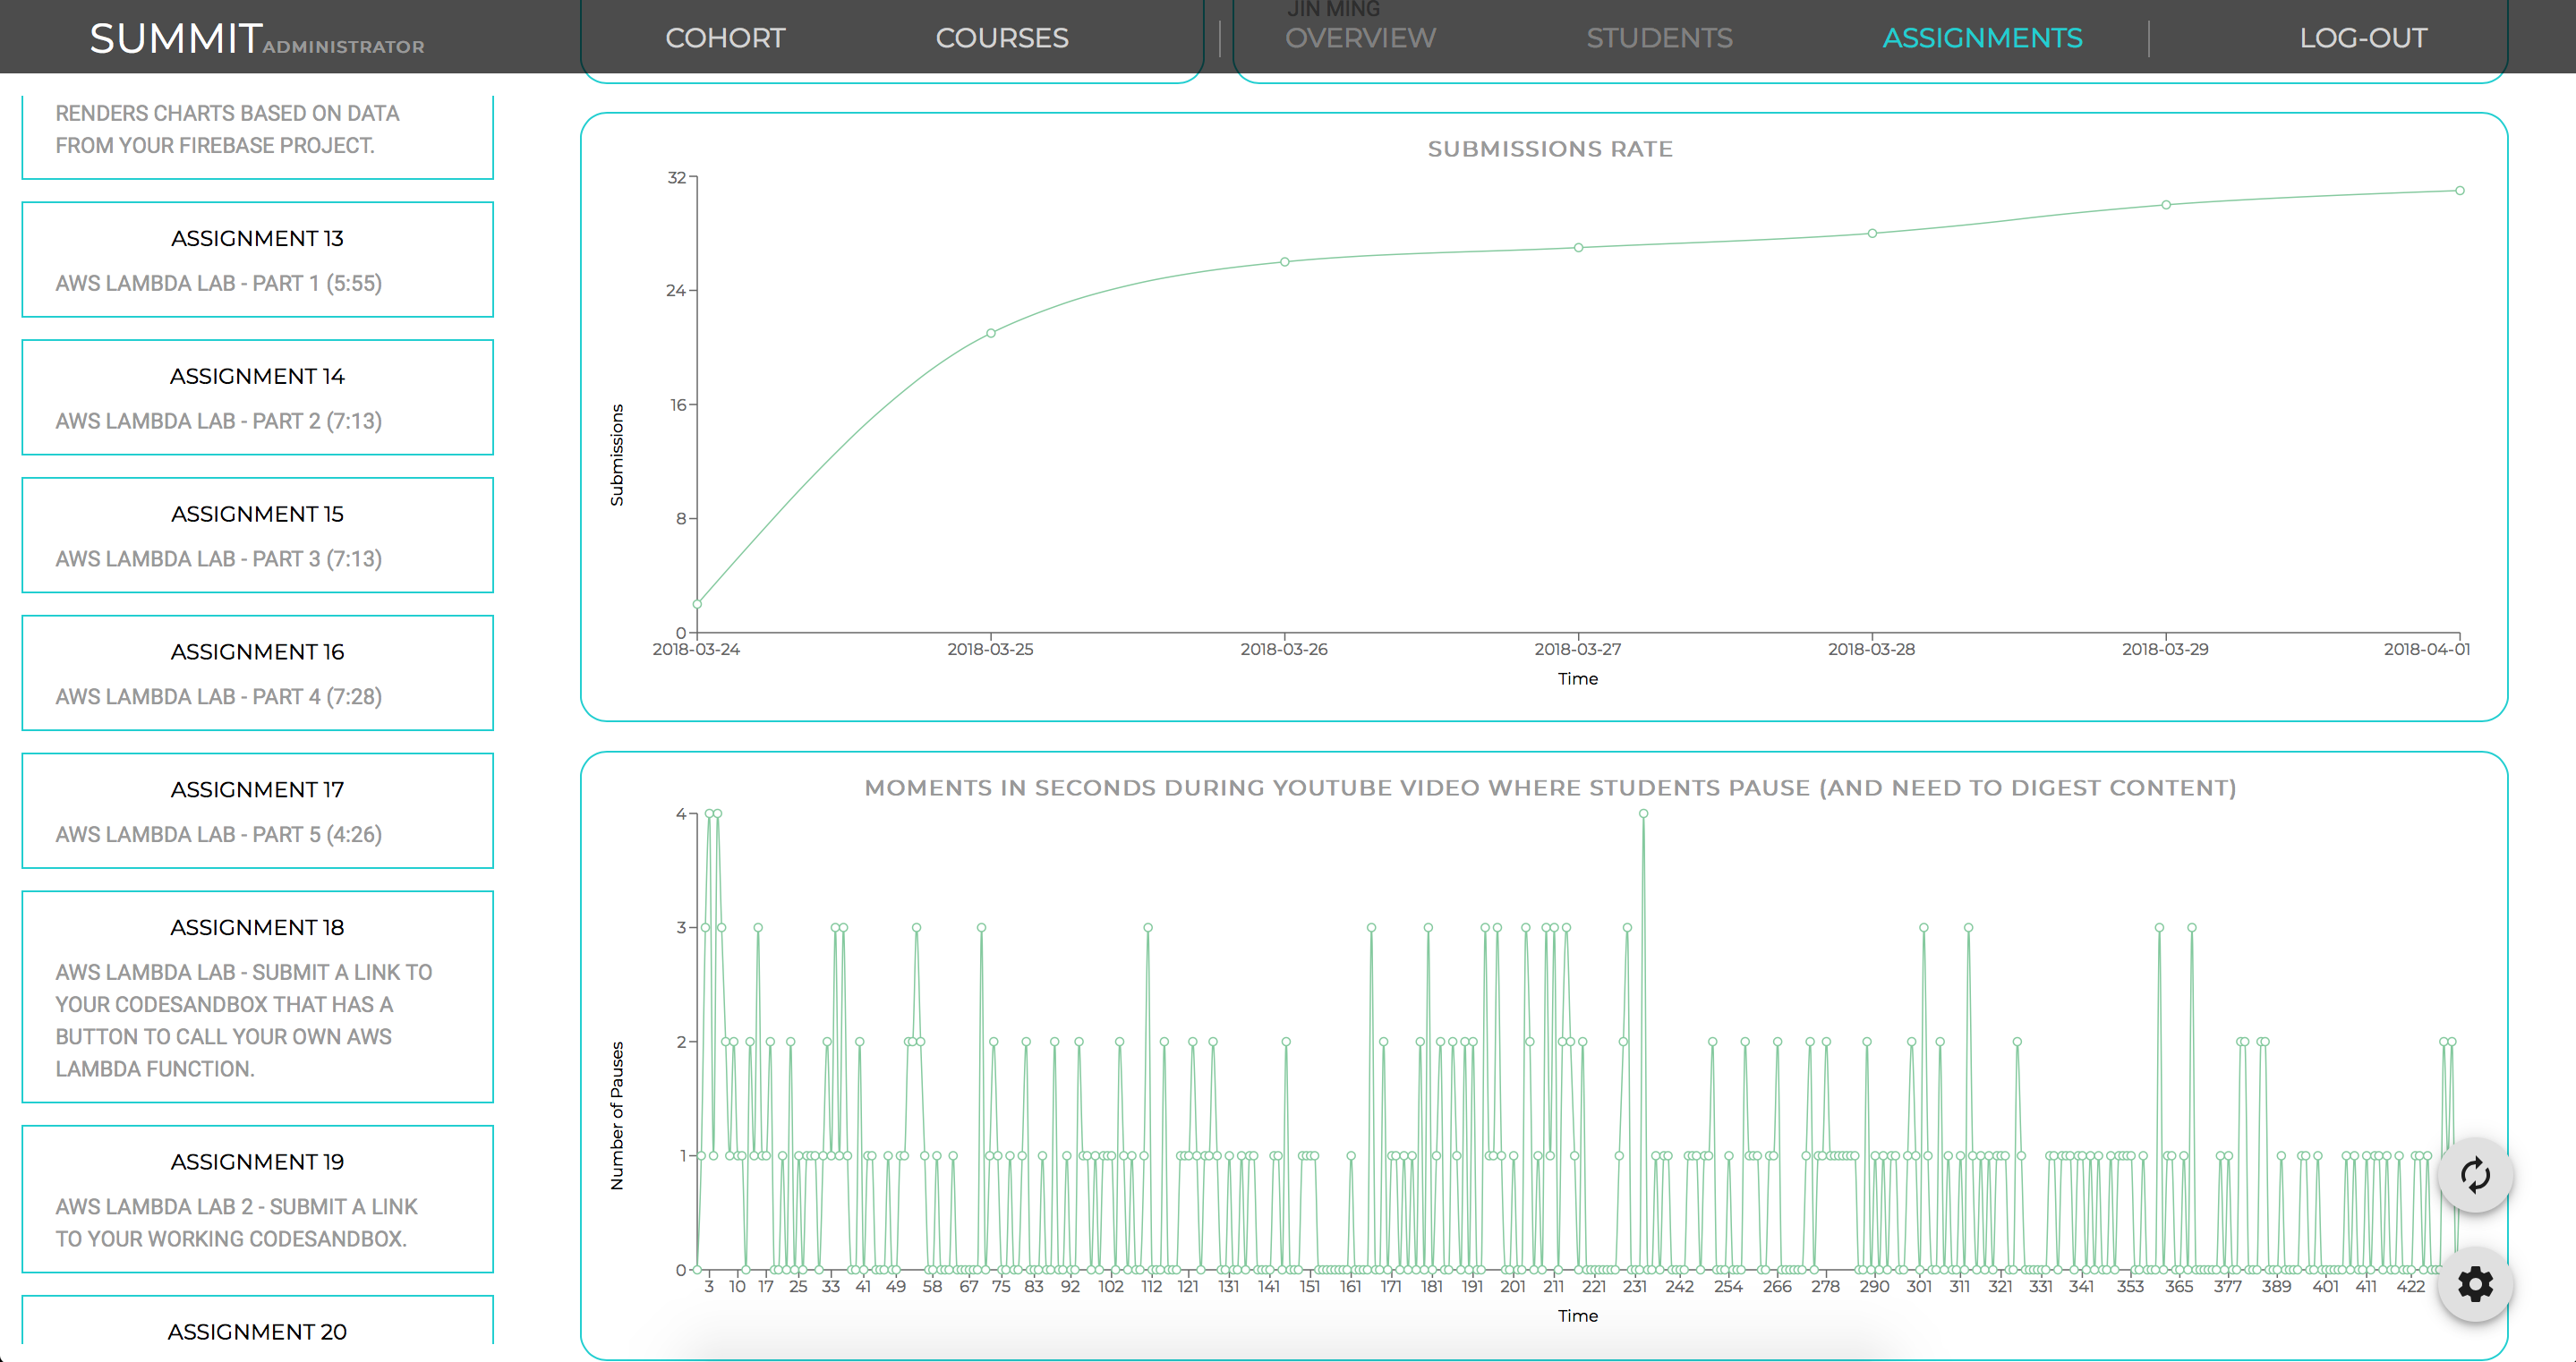 SUMMIT ADMINISTRATOR
COHORT
COURSES
JIN MING
OVERVIEW
STUDENTS
ASSIGNMENTS
LOG-OUT
RENDERS CHARTS BASED ON DATA
FROM YOUR FIREBASE PROJECT.
ASSIGNMENT 13
AWS LAMBDA LAB - PART 1 (5:55)
ASSIGNMENT 14
AWS LAMBDA LAB - PART 2 (7:13)
ASSIGNMENT 15
AWS LAMBDA LAB - PART 3 (7:13)
ASSIGNMENT 16
AWS LAMBDA LAB - PART 4 (7:28)
ASSIGNMENT 17
AWS LAMBDA LAB - PART 5 (4:26)
ASSIGNMENT 18
AWS LAMBDA LAB - SUBMIT A LINK TO
YOUR CODESANDBOX THAT HAS A
BUTTON TO CALL YOUR OWN AWS
LAMBDA FUNCTION.
ASSIGNMENT 19
AWS LAMBDA LAB 2 - SUBMIT A LINK
TO YOUR WORKING CODESANDBOX.
ASSIGNMENT 20
SUBMISSIONS RATE
32
24
16
8
0
Submissions
2018-03-24 2018-03-25 2018-03-26 2018-03-27 2018-03-28 2018-03-29 2018-04-01
Time
MOMENTS IN SECONDS DURING YOUTUBE VIDEO WHERE STUDENTS PAUSE (AND NEED TO DIGEST CONTENT)
4
3
2
1
0
Number of Pauses
3 10 17 25 33 41 49 58 67 75 83 92 102 112 121 131 141 151 161 171 181 191 201 211 221 231 242 254 266 278 290 301 311 321 331 341 353 365 377 389 401 411 422
Time